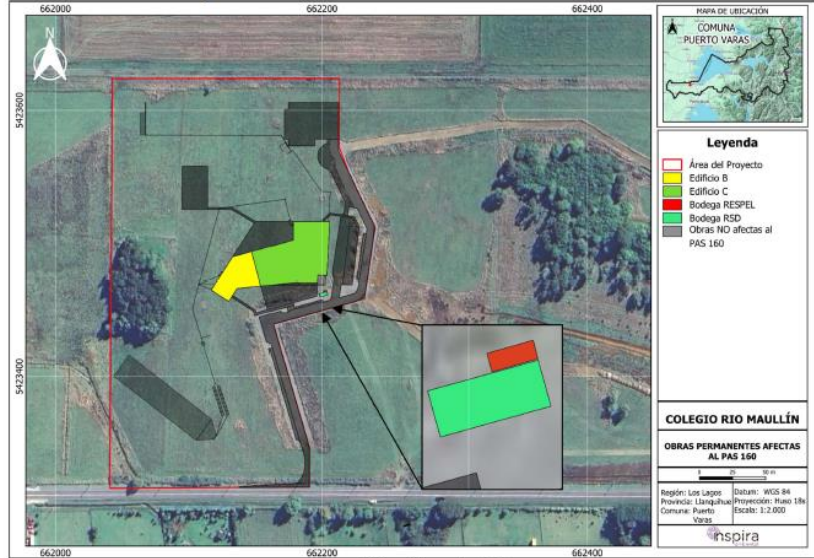 662000
662200
662400
5423600
5423400
N
662000
662200
662400
MAPA DE UBICACIÓN
COMUNA
PUERTO VARAS
Leyenda
Área del Proyecto
Edificio B
Edificio C
Bodega RESPEL
Bodega RSD
Obras NO afectas al
PAS 160
COLEGIO RIO MAULLÍN
OBRAS PERMANENTES AFECTAS
AL PAS 160
0 25 50 m
Región: Los Lagos
Provincia: Llanquihue
Comuna: Puerto
Varas
Datum: WGS 84
Proyección: Huso 18s
Escala: 1:2.000
inspira